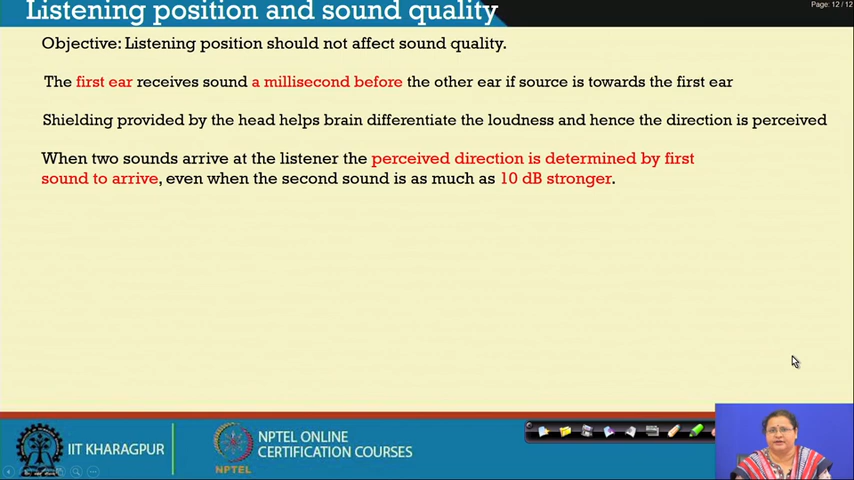 Listening position and sound quality
Page: 12 / 12
Objective: Listening position should not affect sound quality.
The first ear receives sound a millisecond before the other ear if source is towards the first ear
Shielding provided by the head helps brain differentiate the loudness and hence the direction is perceived
When two sounds arrive at the listener the perceived direction is determined by first
sound to arrive, even when the second sound is as much as 10 dB stronger.
IIT KHARAGPUR
NPTEL
NPTEL ONLINE
CERTIFICATION COURSES